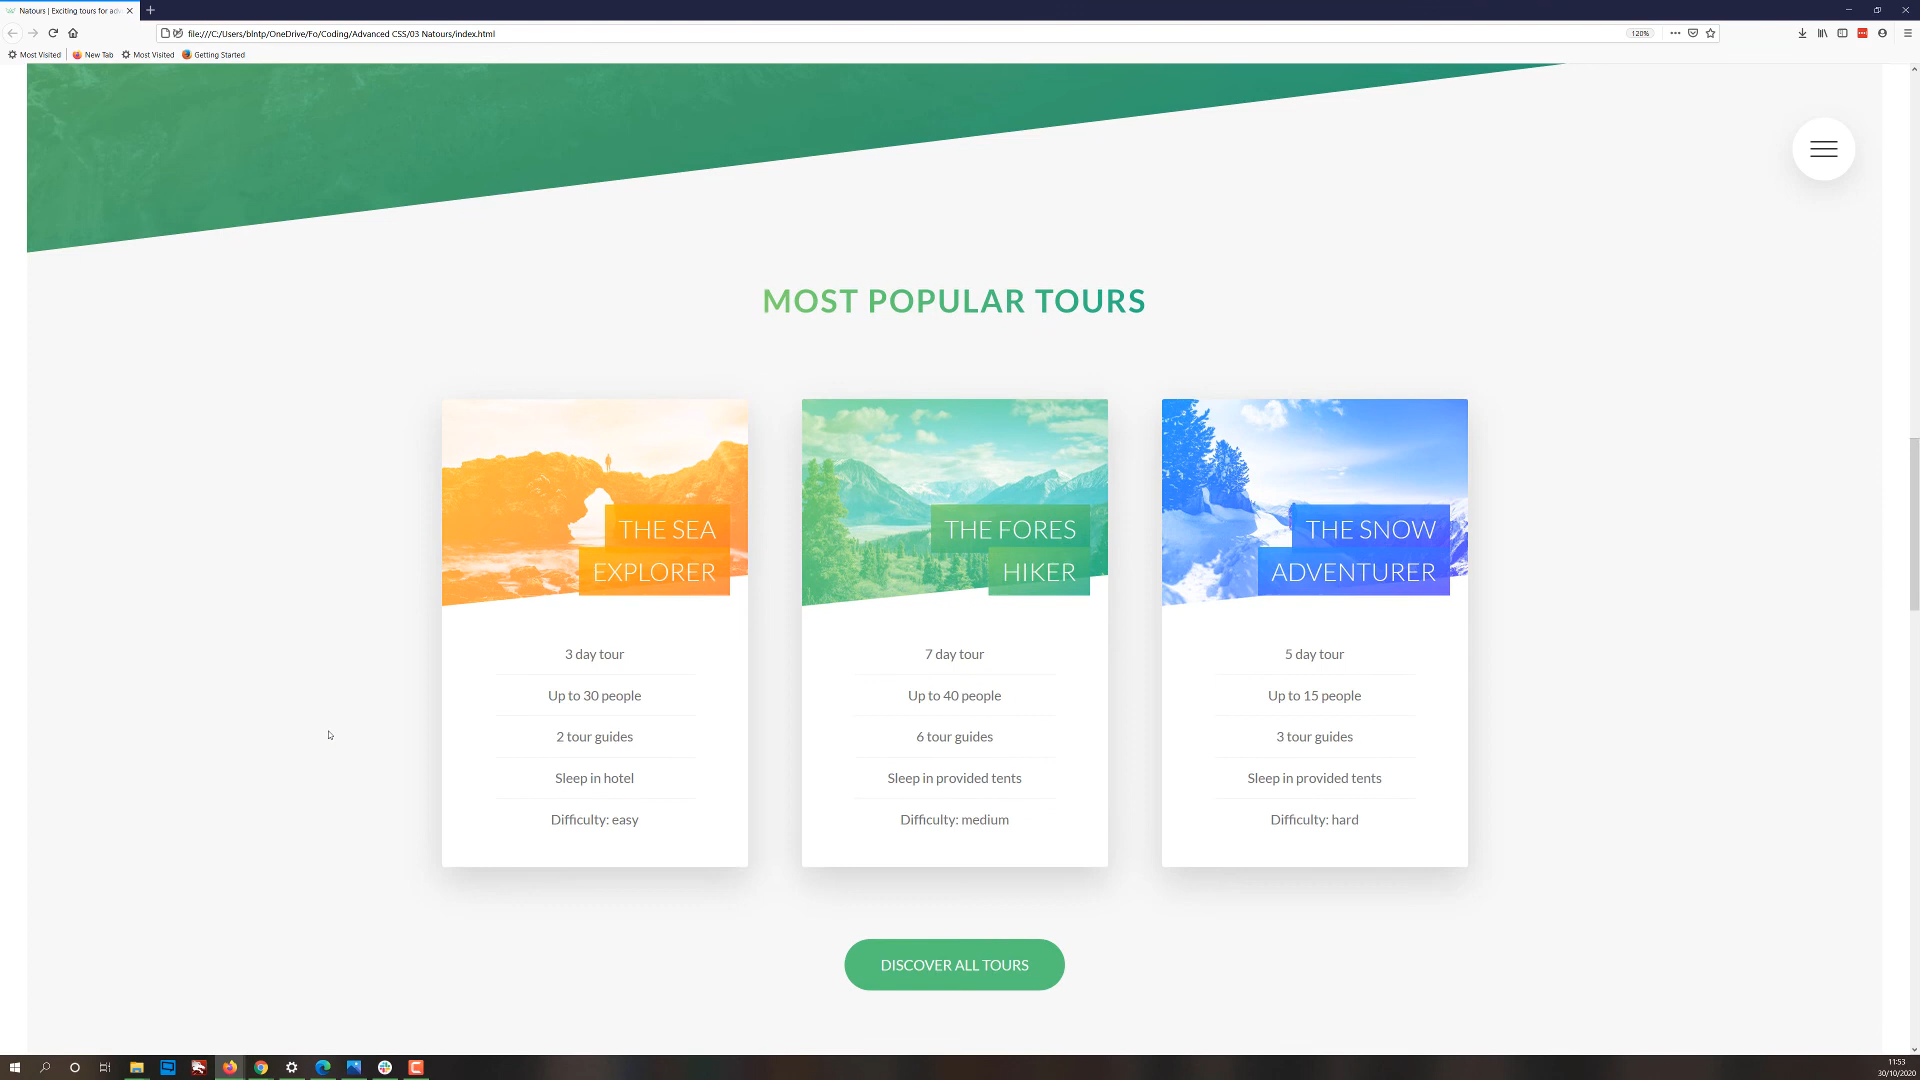 Natours | Exciting tours for adv
file:///C:/Users/blntp/OneDrive/Fo/Coding/Advanced CSS/03 Natours/index.html
120%
Most Visited
New Tab
Most Visited
Getting Started
MOST POPULAR TOURS
THE SEA
EXPLORER
3 day tour
Up to 30 people
2 tour guides
Sleep in hotel
Difficulty: easy
THE FORES
HIKER
7 day tour
Up to 40 people
6 tour guides
Sleep in provided tents
Difficulty: medium
THE SNOW
ADVENTURER
5 day tour
Up to 15 people
3 tour guides
Sleep in provided tents
Difficulty: hard
DISCOVER ALL TOURS
11:53
30/10/2020